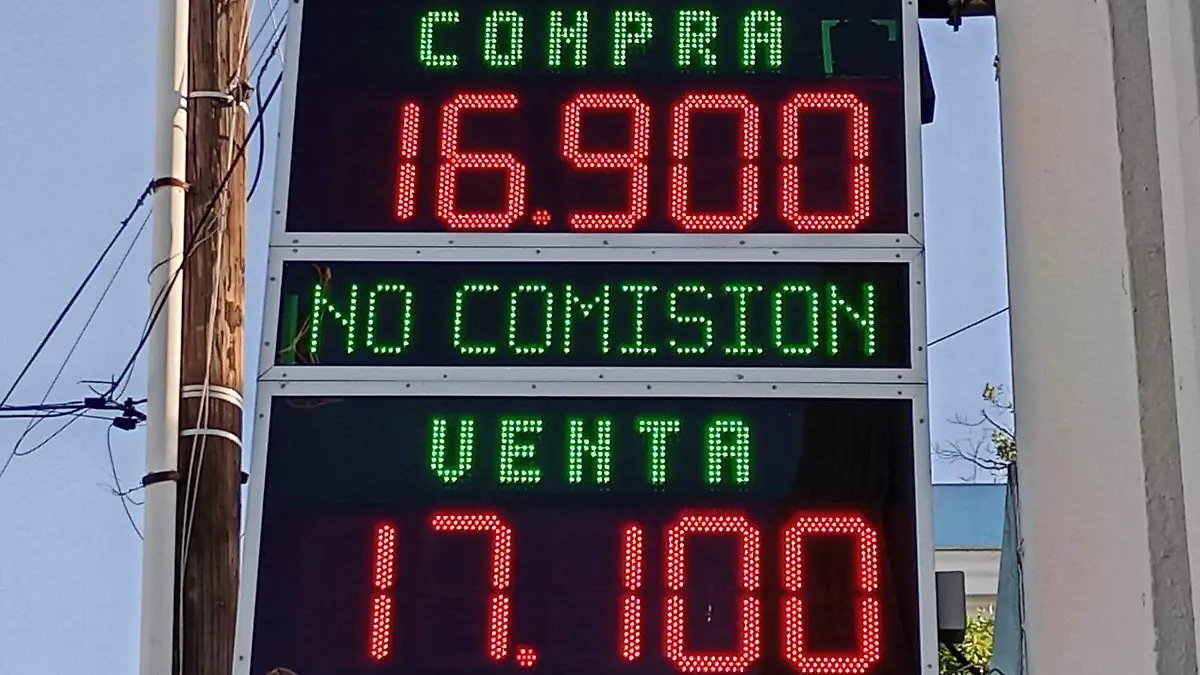 COMPRA
16.900
NO COMISION
VENTA
17.100